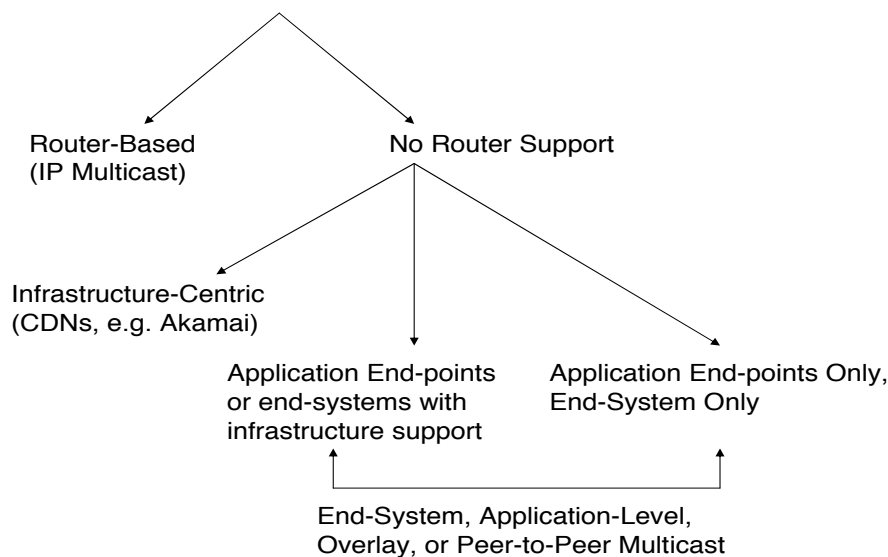 Router-Based
(IP Multicast)
No Router Support
Infrastructure-Centric
(CDNs, e.g. Akamai)
Application End-points
or end-systems with
infrastructure support
Application End-points Only,
End-System Only
End-System, Application-Level,
Overlay, or Peer-to-Peer Multicast